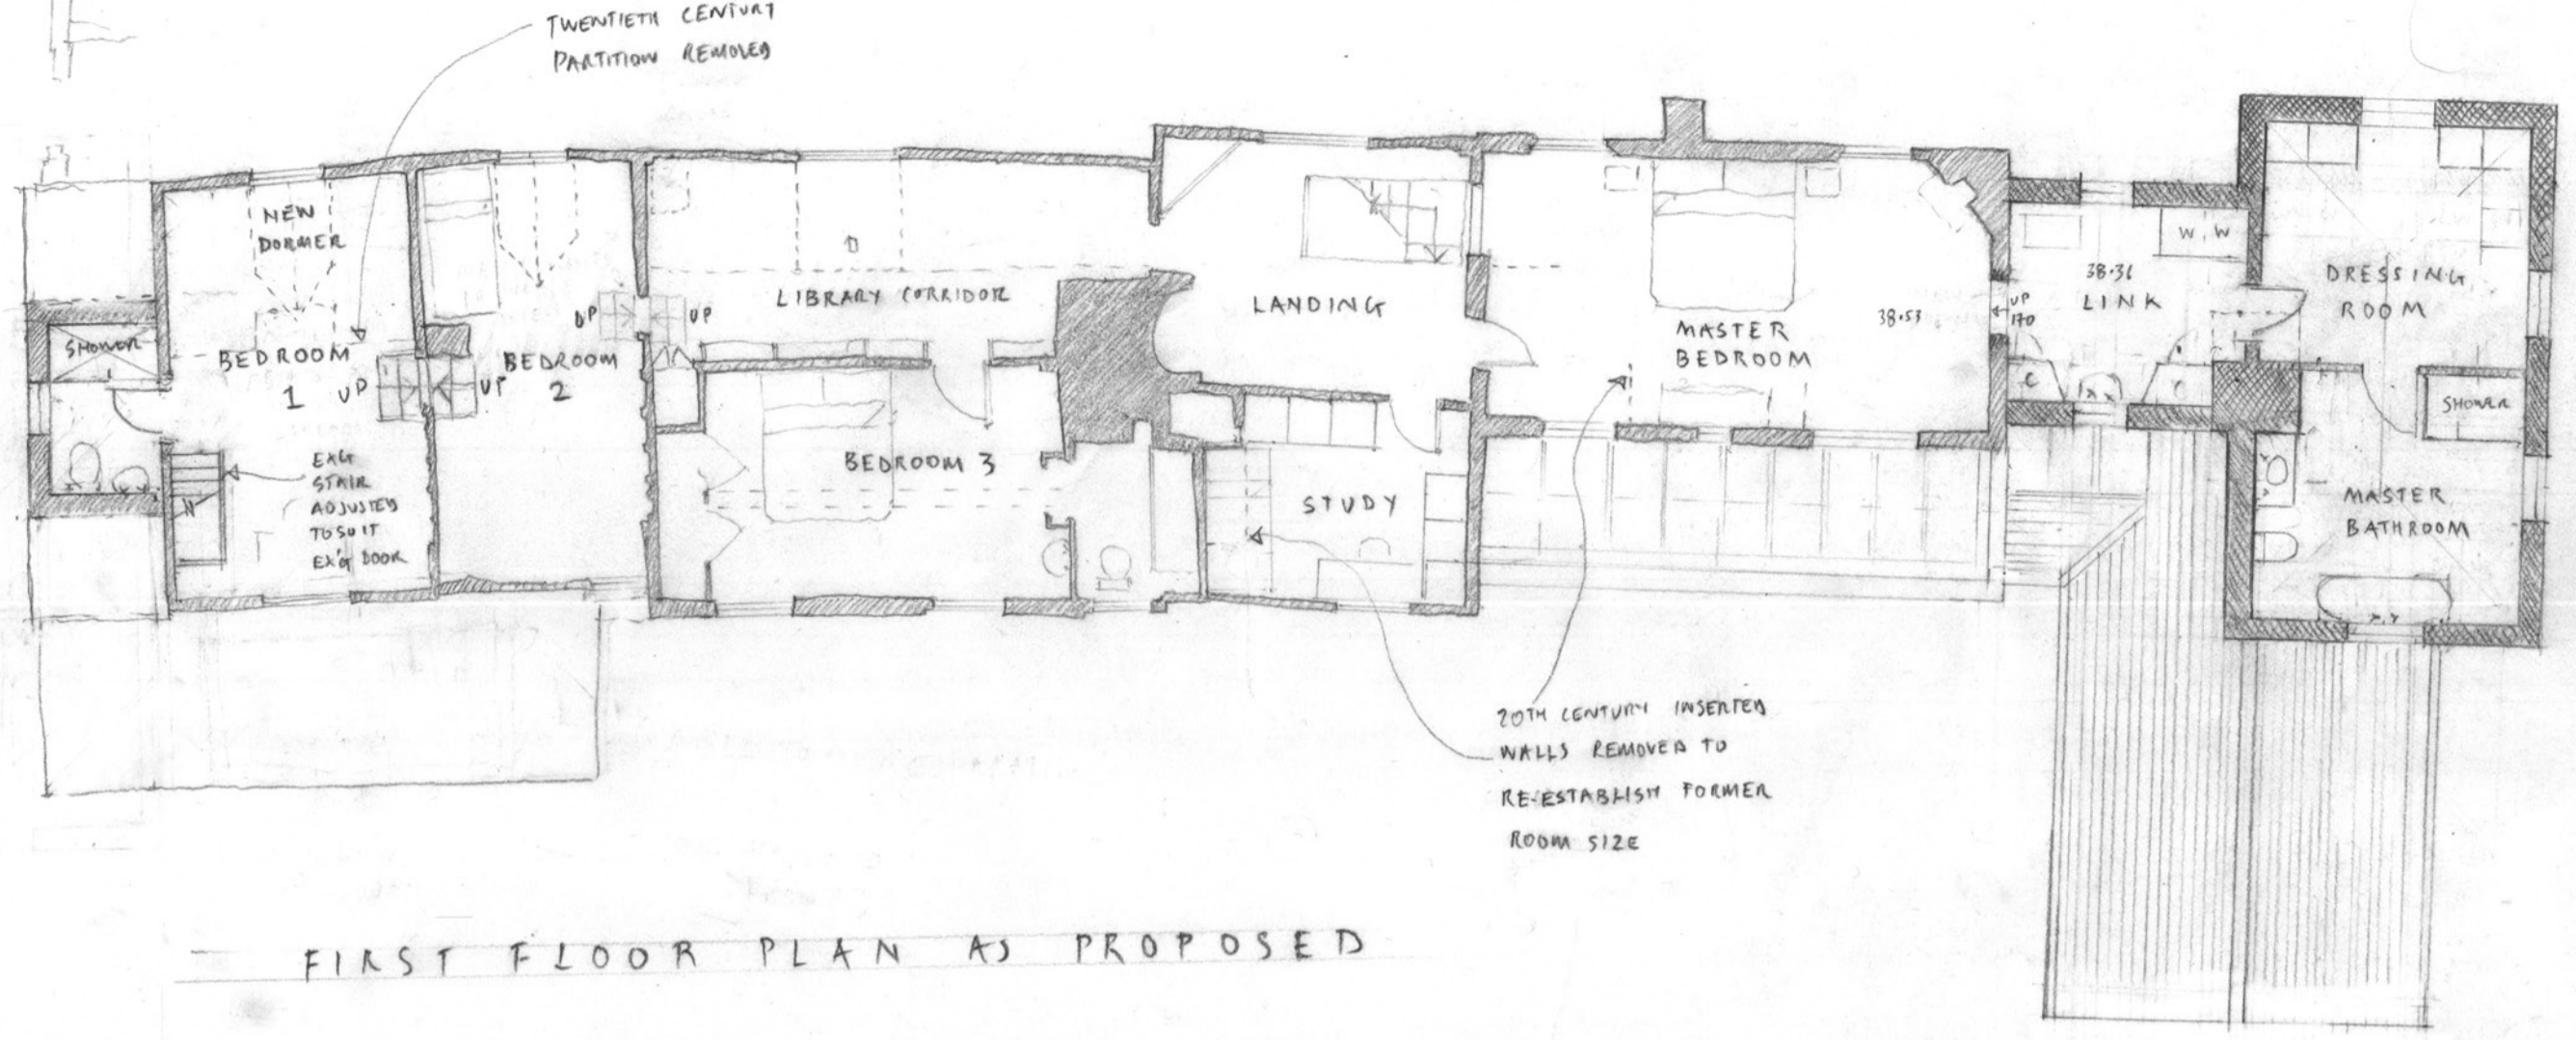 TWENTIETH CENTURY
PARTITION REMOVED
NEW
DORMER
SHOWER
BEDROOM
1
UP
UP
BEDROOM
2
UP
UP
EXG
STAIR
ADJUSTED
TO SUIT
EX'G DOOR
LIBRARY CORRIDOR
BEDROOM 3
LANDING
STUDY
MASTER
BEDROOM
38.53
UP
170
W.W
38.36
LINK
C
C
DRESSING
ROOM
SHOWER
MASTER
BATHROOM
20TH CENTURY INSERTED
WALLS REMOVED TO
RE-ESTABLISH FORMER
ROOM SIZE
FIRST FLOOR PLAN AS PROPOSED